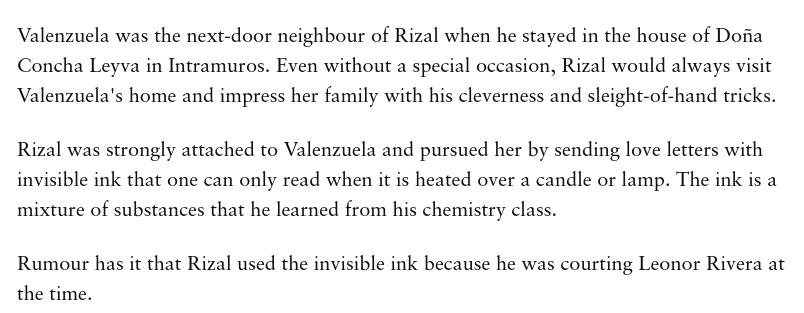 Valenzuela was the next-door neighbour of Rizal when he stayed in the house of Doña
Concha Leyva in Intramuros. Even without a special occasion, Rizal would always visit
Valenzuela's home and impress her family with his cleverness and sleight-of-hand tricks.
Rizal was strongly attached to Valenzuela and pursued her by sending love letters with
invisible ink that one can only read when it is heated over a candle or lamp. The ink is a
mixture of substances that he learned from his chemistry class.
Rumour has it that Rizal used the invisible ink because he was courting Leonor Rivera at
the time.